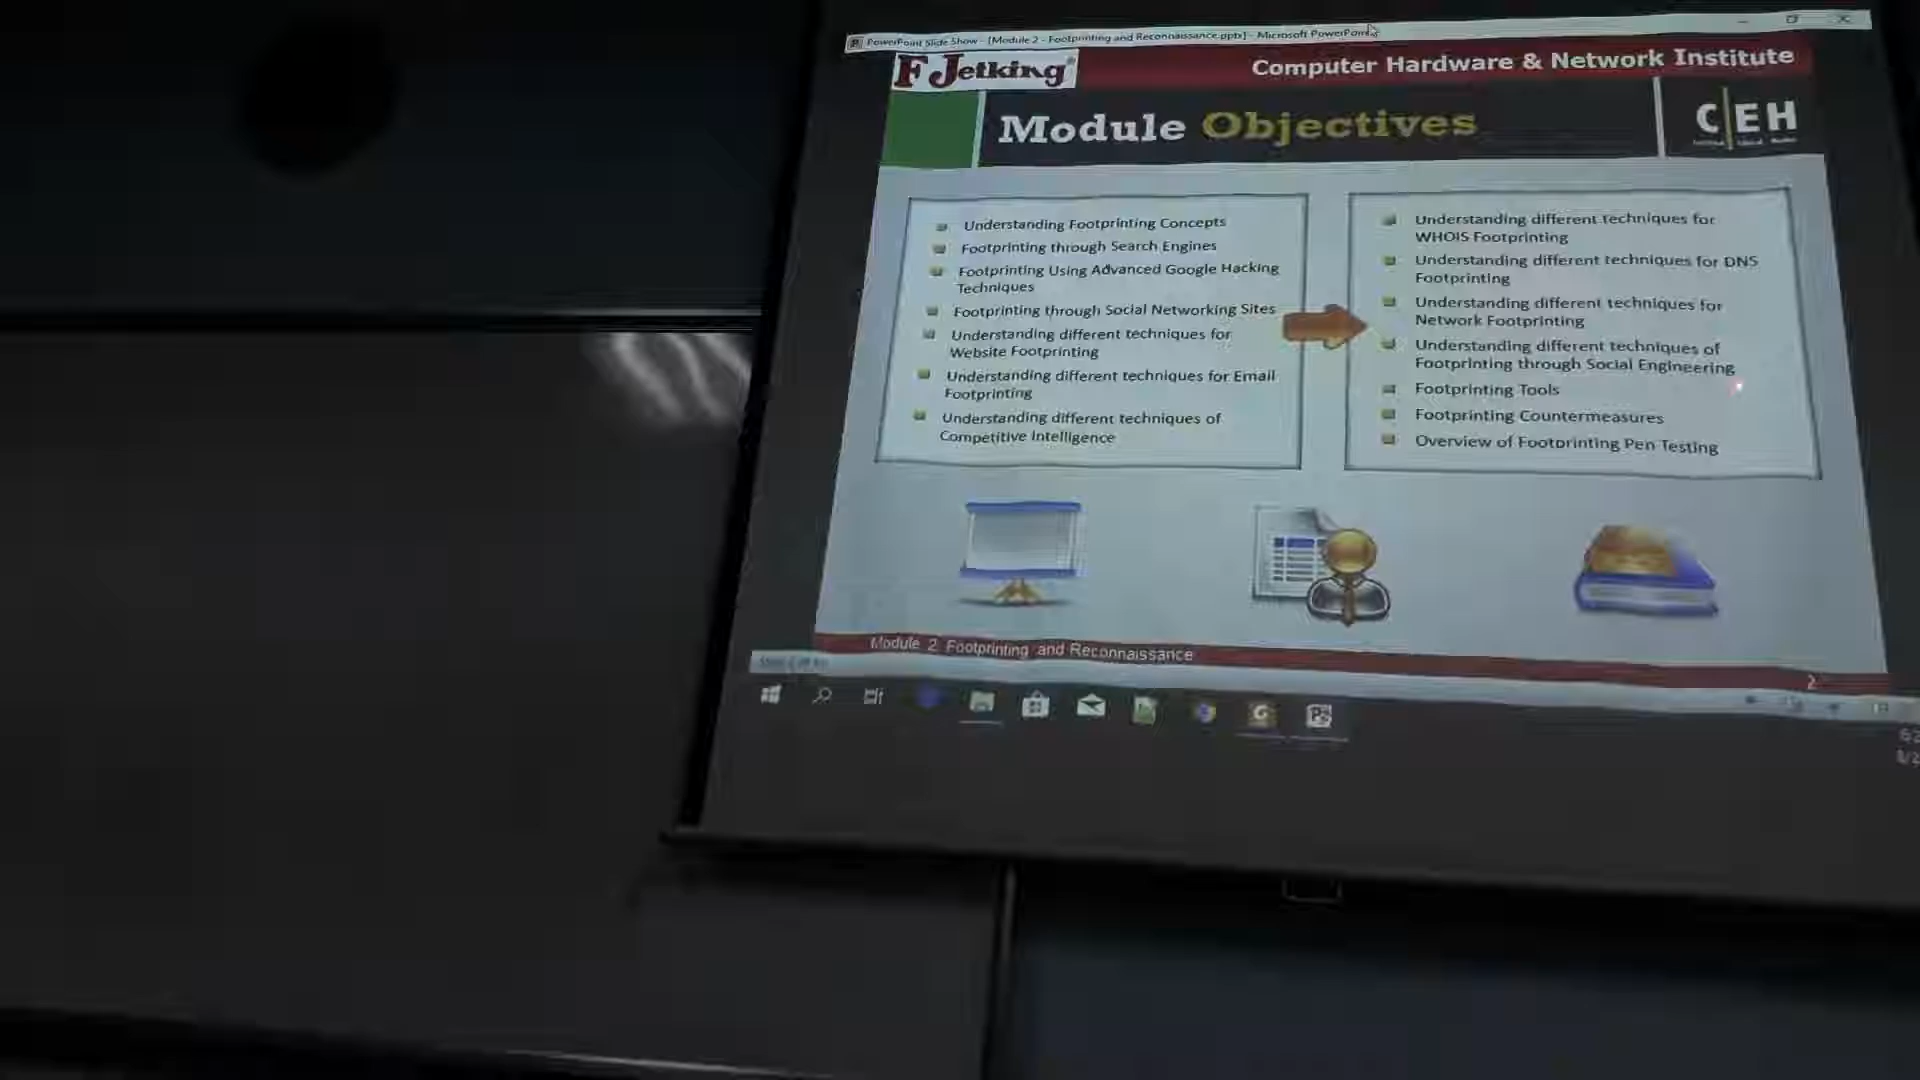 PowerPoint Slide Show - [Module 2 - Footprinting and Reconnaissance.pptx] - Microsoft PowerPoint
Jetking
Computer Hardware & Network Institute
Module Objectives
C|EH
Understanding Footprinting Concepts
Footprinting through Search Engines
Footprinting Using Advanced Google Hacking
Techniques
Footprinting through Social Networking Sites
Understanding different techniques for
Website Footprinting
Understanding different techniques for Email
Footprinting
Understanding different techniques of
Competitive Intelligence
Understanding different techniques for
WHOIS Footprinting
Understanding different techniques for DNS
Footprinting
Understanding different techniques for
Network Footprinting
Understanding different techniques of
Footprinting through Social Engineering
Footprinting Tools
Footprinting Countermeasures
Overview of Footprinting Pen Testing
Module 2 Footprinting and Reconnaissance
2